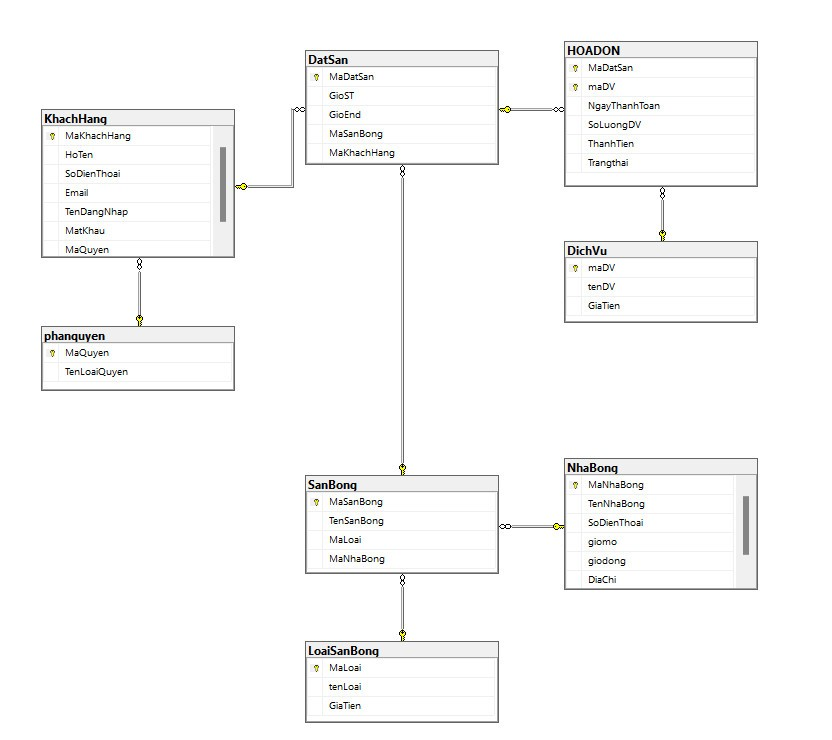 DatSan
MaDatSan
GioST
GioEnd
MaSanBong
MaKhachHang
HOADON
MaDatSan
maDV
NgayThanhToan
SoLuongDV
ThanhTien
Trangthai
KhachHang
MaKhachHang
HoTen
SoDienThoai
Email
TenDangNhap
MatKhau
MaQuyen
DichVu
maDV
tenDV
GiaTien
phanquyen
MaQuyen
TenLoaiQuyen
SanBong
MaSanBong
TenSanBong
MaLoai
MaNhaBong
NhaBong
MaNhaBong
TenNhaBong
SoDienThoai
giomo
giodong
DiaChi
LoaiSanBong
MaLoai
tenLoai
GiaTien